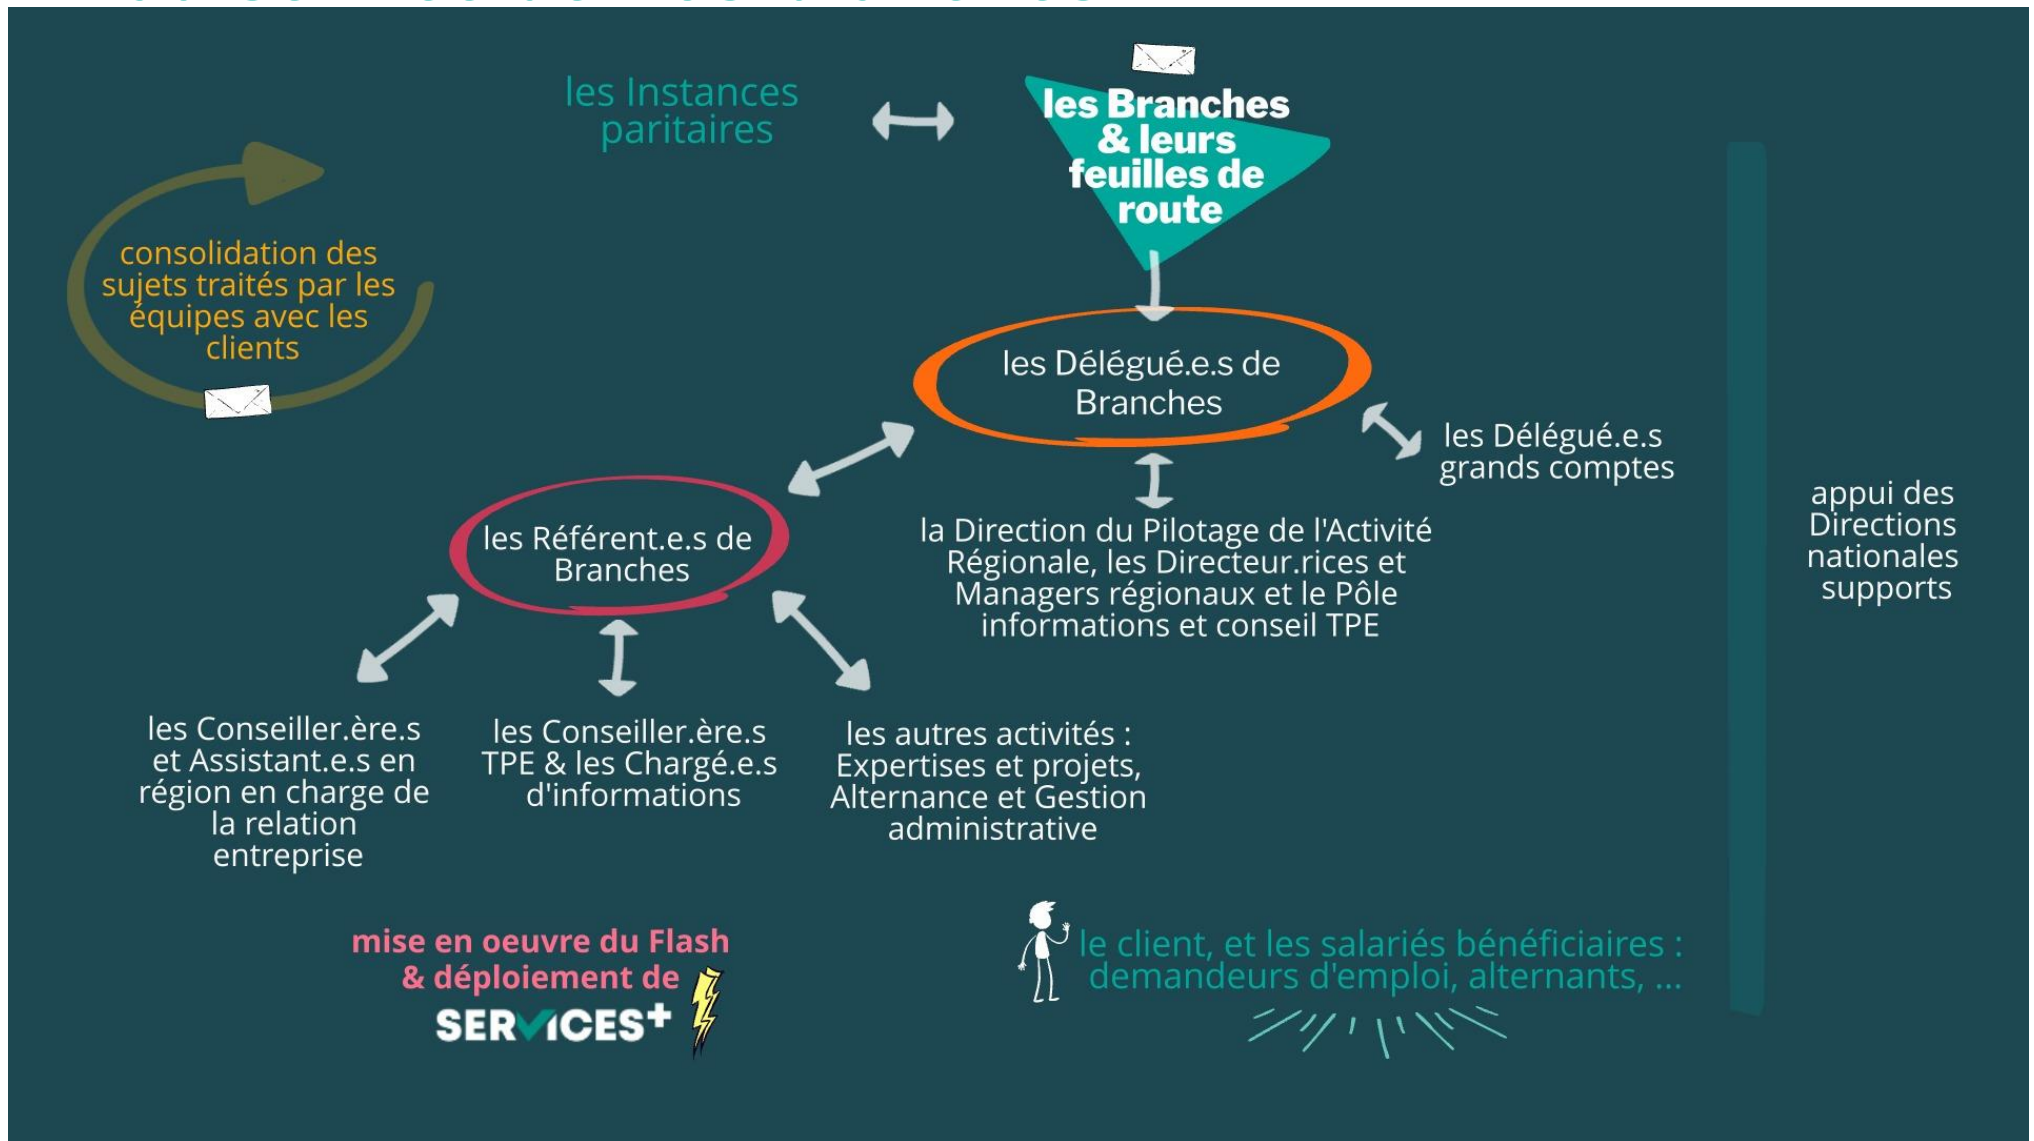 les Instances
paritaires
les Branches
& leurs
feuilles de
route
consolidation des
sujets traités par les
équipes avec les
clients
les Délégué.e.s de
Branches
les Délégué.e.s
grands comptes
appui des
Directions
nationales
supports
les Référent.e.s de
Branches
la Direction du Pilotage de l'Activité
Régionale, les Directeur.rices et
Managers régionaux et le Pôle
informations et conseil TPE
les Conseiller.ère.s
et Assistant.e.s en
région en charge de
la relation
entreprise
les Conseiller.ère.s
TPE & les Chargé.e.s
d'informations
les autres activités :
Expertises et projets,
Alternance et Gestion
administrative
mise en oeuvre du Flash
& déploiement de
SERVICES+
le client, et les salariés bénéficiaires :
demandeurs d'emploi, alternants, ...